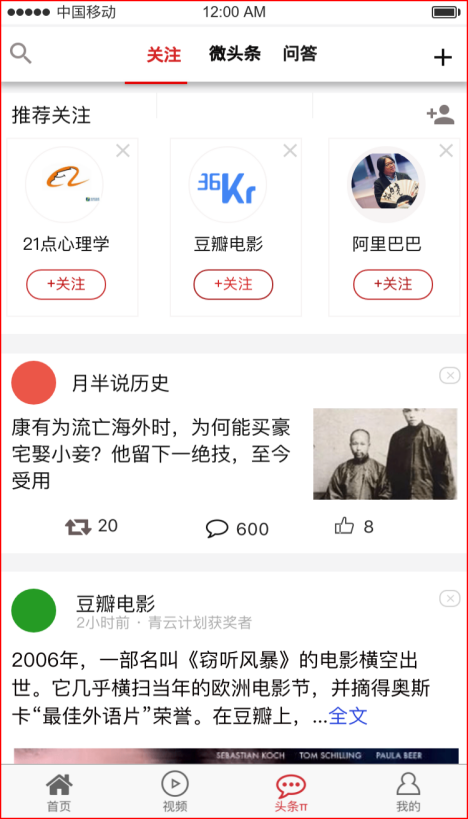 中国移动 12:00 AM
关注 微头条 问答
推荐关注
36Kr
21点心理学 豆瓣电影 阿里巴巴
+关注 +关注 +关注
月半说历史
康有为流亡海外时，为何能买豪
宅娶小妾？他留下一绝技，至今
受用
20 600 8
豆瓣电影
2小时前 · 青云计划获奖者
2006年，一部名叫《窃听风暴》的电影横空出
世。它几乎横扫当年的欧洲电影节，并摘得奥斯
卡“最佳外语片”荣誉。在豆瓣上，...全文
SEBASTIAN KOCH TOM SCHILLING PAULA BEER
首页 视频 头条π 我的